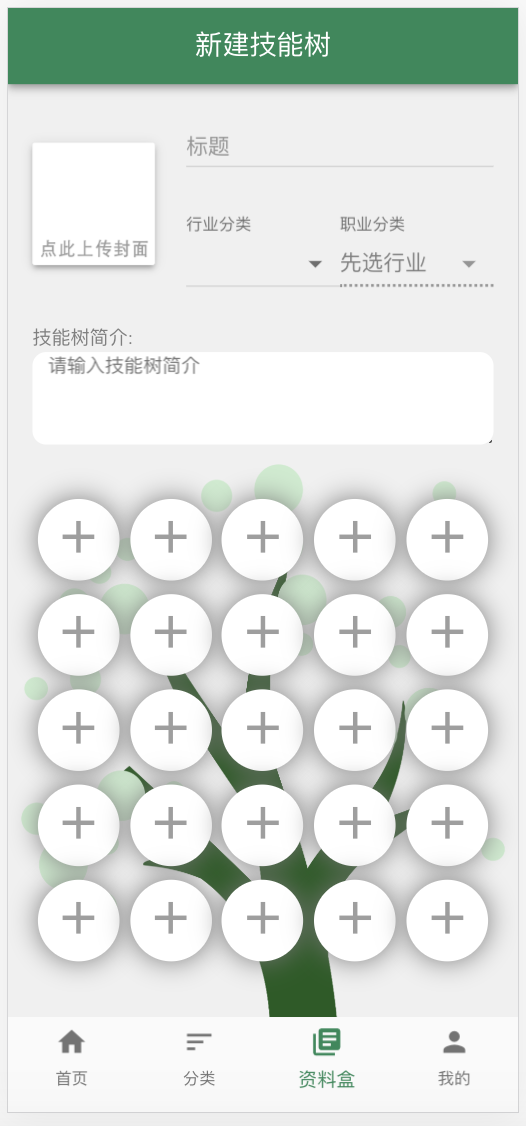 新建技能树
标题
点此上传封面
行业分类
职业分类
先选行业
技能树简介:
请输入技能树简介
首页
分类
资料盒
我的